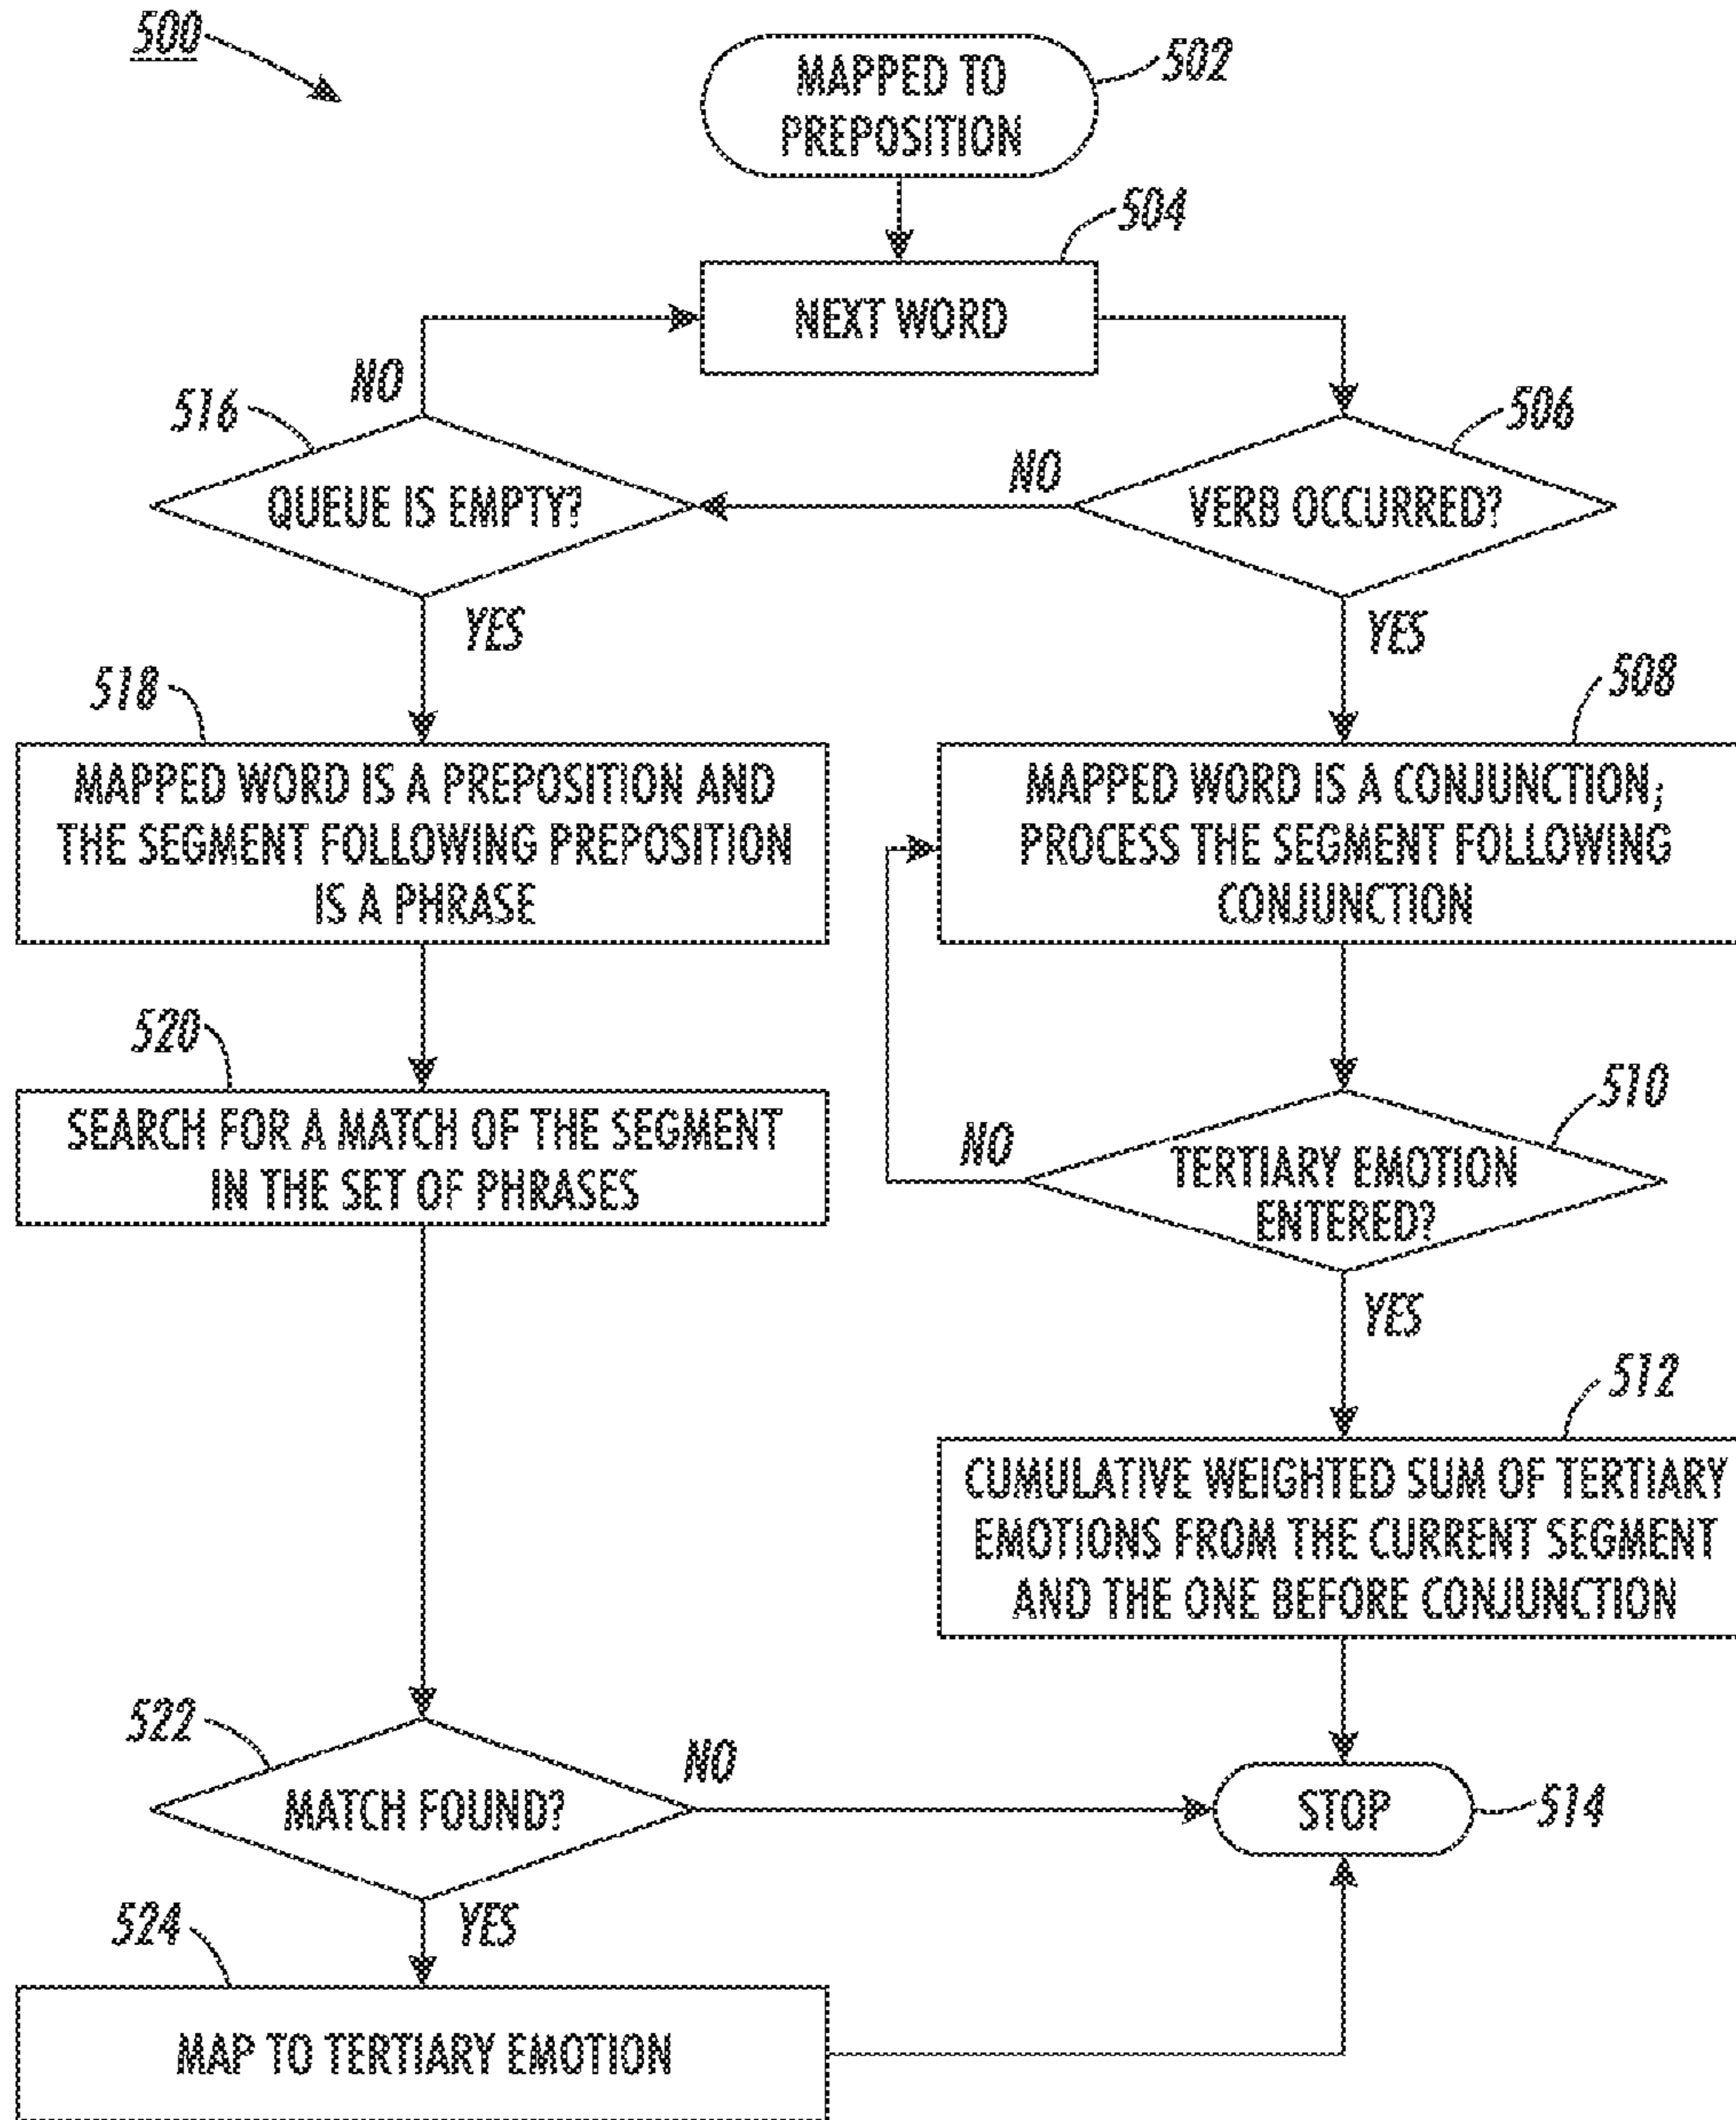 500
MAPPED TO
PREPOSITION
502
504
NEXT WORD
NO
516
506
QUEUE IS EMPTY?
NO
VERB OCCURRED?
YES
YES
518
508
MAPPED WORD IS A PREPOSITION AND
THE SEGMENT FOLLOWING PREPOSITION
IS A PHRASE
MAPPED WORD IS A CONJUNCTION;
PROCESS THE SEGMENT FOLLOWING
CONJUNCTION
520
SEARCH FOR A MATCH OF THE SEGMENT
IN THE SET OF PHRASES
510
NO
TERTIARY EMOTION
ENTERED?
YES
512
CUMULATIVE WEIGHTED SUM OF TERTIARY
EMOTIONS FROM THE CURRENT SEGMENT
AND THE ONE BEFORE CONJUNCTION
522
MATCH FOUND?
NO
STOP
514
YES
524
MAP TO TERTIARY EMOTION